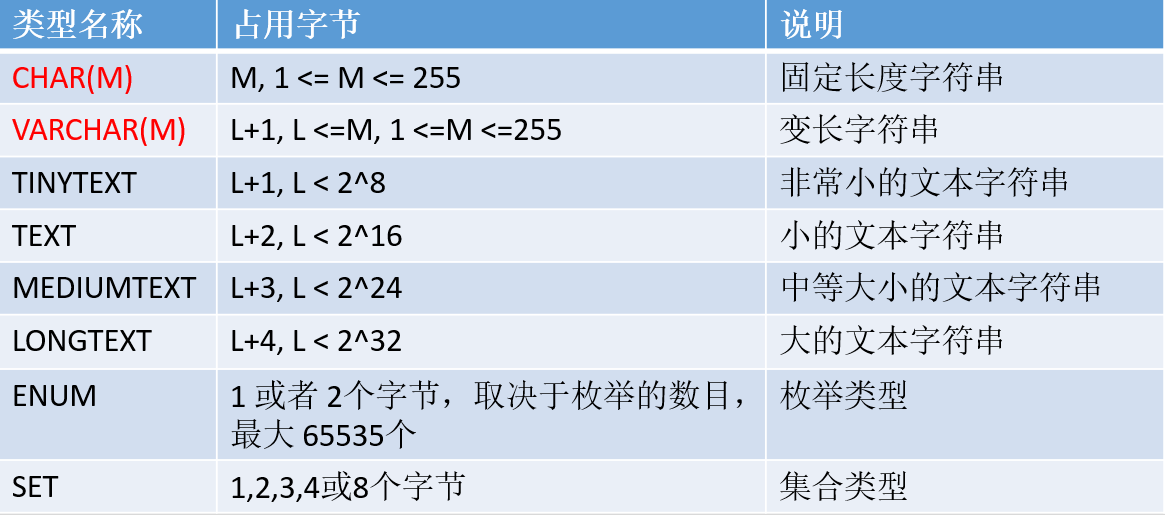 类型名称 占用字节 说明
CHAR(M) M, 1 <= M <= 255 固定长度字符串
VARCHAR(M) L+1, L <=M, 1 <=M <=255 变长字符串
TINYTEXT L+1, L < 2^8 非常小的文本字符串
TEXT L+2, L < 2^16 小的文本字符串
MEDIUMTEXT L+3, L < 2^24 中等大小的文本字符串
LONGTEXT L+4, L < 2^32 大的文本字符串
ENUM 1 或者 2个字节，取决于枚举的数目， 枚举类型
最大 65535个
SET 1,2,3,4或8个字节 集合类型